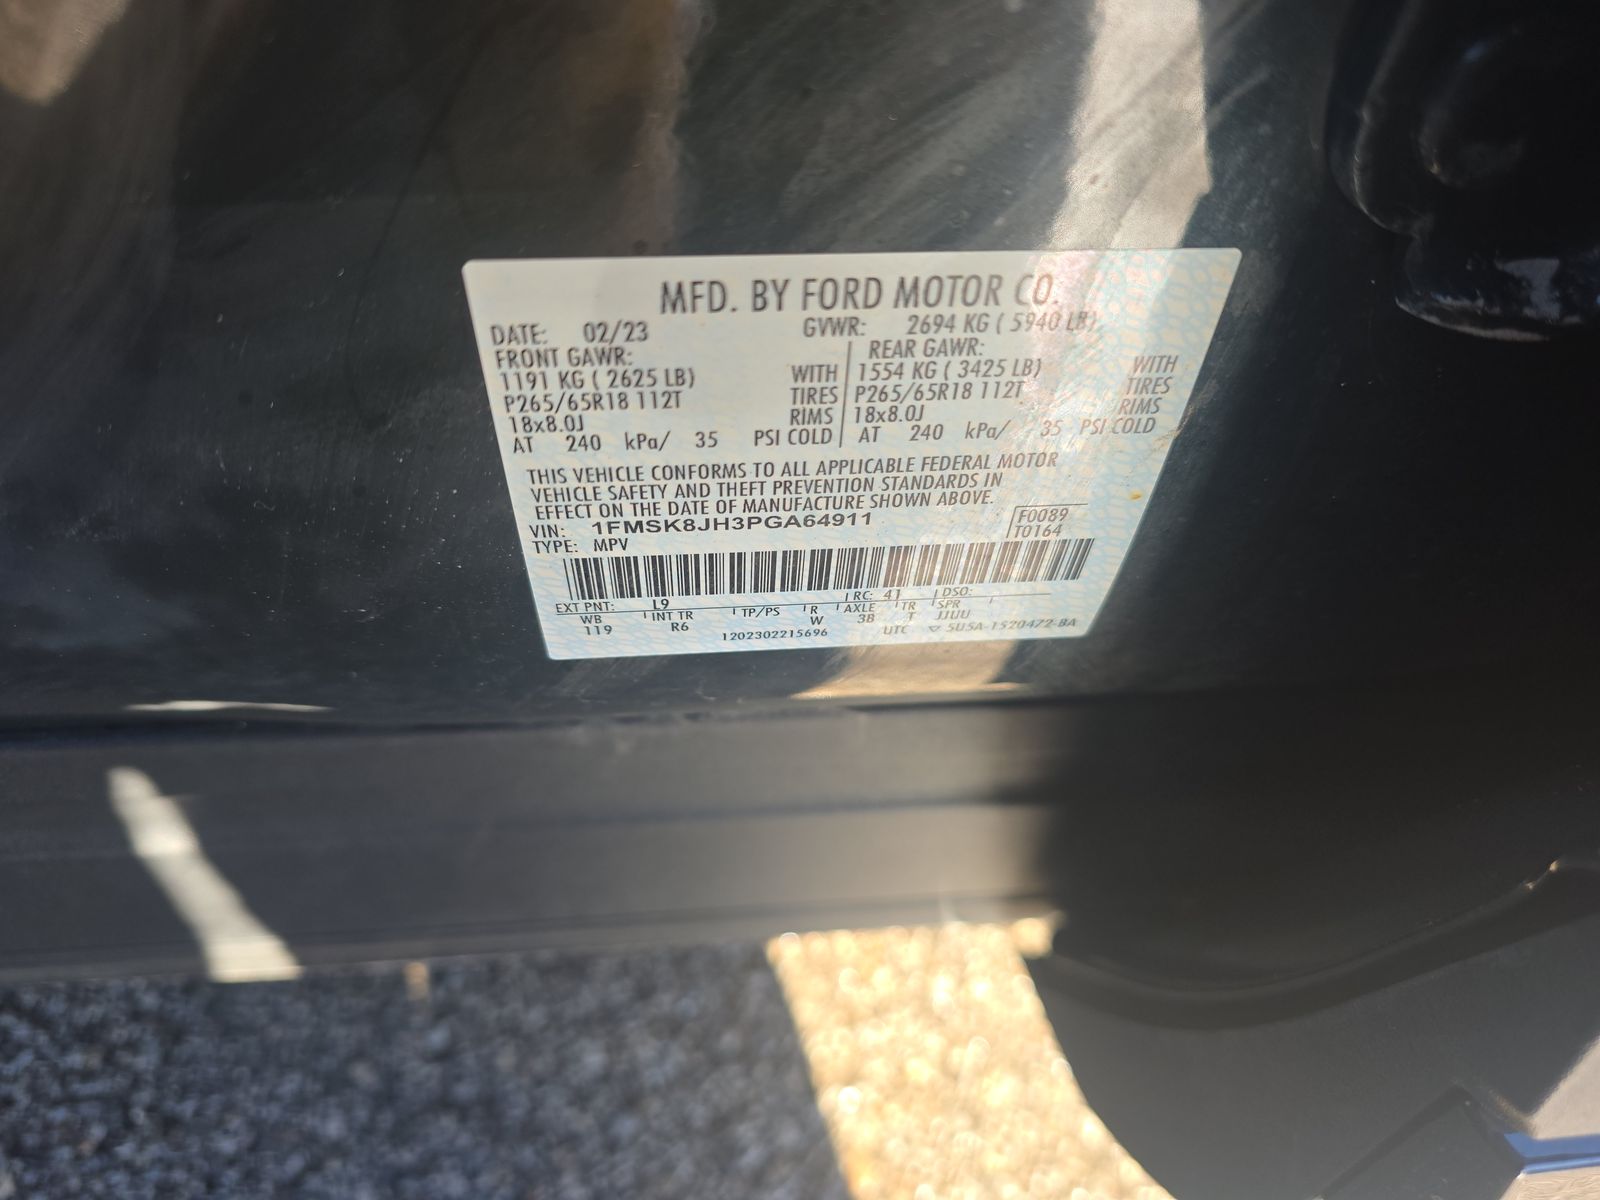 MFD. BY FORD MOTOR CO.
DATE: 02/23 GVWR: 2694 KG ( 5940 LB)
FRONT GAWR: REAR GAWR:
1191 KG ( 2625 LB) WITH 1554 KG ( 3425 LB) WITH
P265/65R18 112T TIRES P265/65R18 112T TIRES
18x8.0J RIMS 18x8.0J RIMS
AT 240 kPa/ 35 PSI COLD AT 240 kPa/ 35 PSI COLD
THIS VEHICLE CONFORMS TO ALL APPLICABLE FEDERAL MOTOR
VEHICLE SAFETY AND THEFT PREVENTION STANDARDS IN
EFFECT ON THE DATE OF MANUFACTURE SHOWN ABOVE.
VIN: 1FMSK8JH3PGA64911 F0089
TYPE: MPV T0164
EXT PNT: L9 RC: 41 DSO:
WB INT TR TP/PS R AXLE TR SPR
119 R6 W 3B T JJUU
1202302215696 UTC ▽ 5U5A-1520472-BA